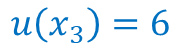 u(x₃) = 6